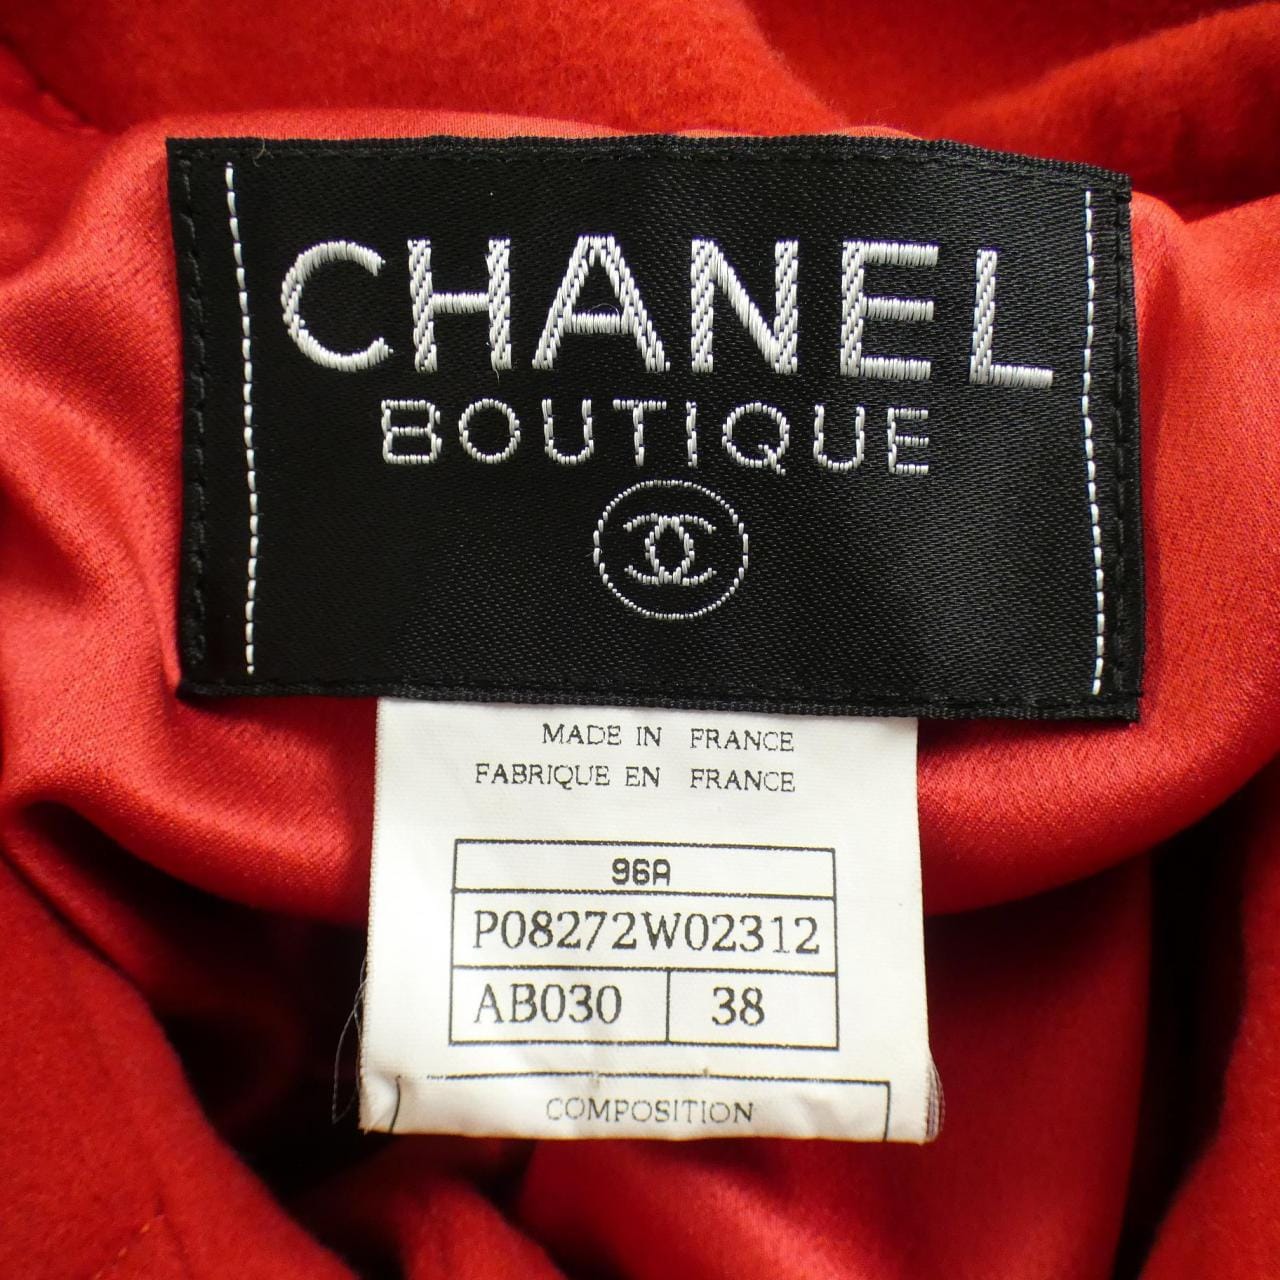 CHANEL
BOUTIQUE
MADE IN FRANCE
FABRIQUE EN FRANCE
96A
P08272W02312
AB030 38
COMPOSITION